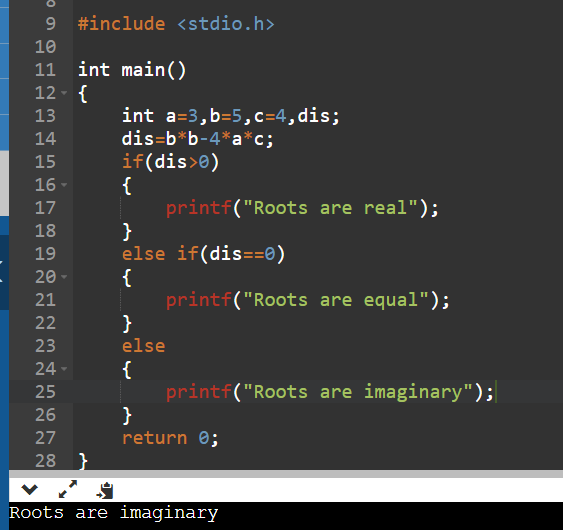 8
9 #include <stdio.h>
10
11 int main()
12 {
13     int a=3,b=5,c=4,dis;
14     dis=b*b-4*a*c;
15     if(dis>0)
16     {
17         printf("Roots are real");
18     }
19     else if(dis==0)
20     {
21         printf("Roots are equal");
22     }
23     else
24     {
25         printf("Roots are imaginary");
26     }
27     return 0;
28 }
Roots are imaginary